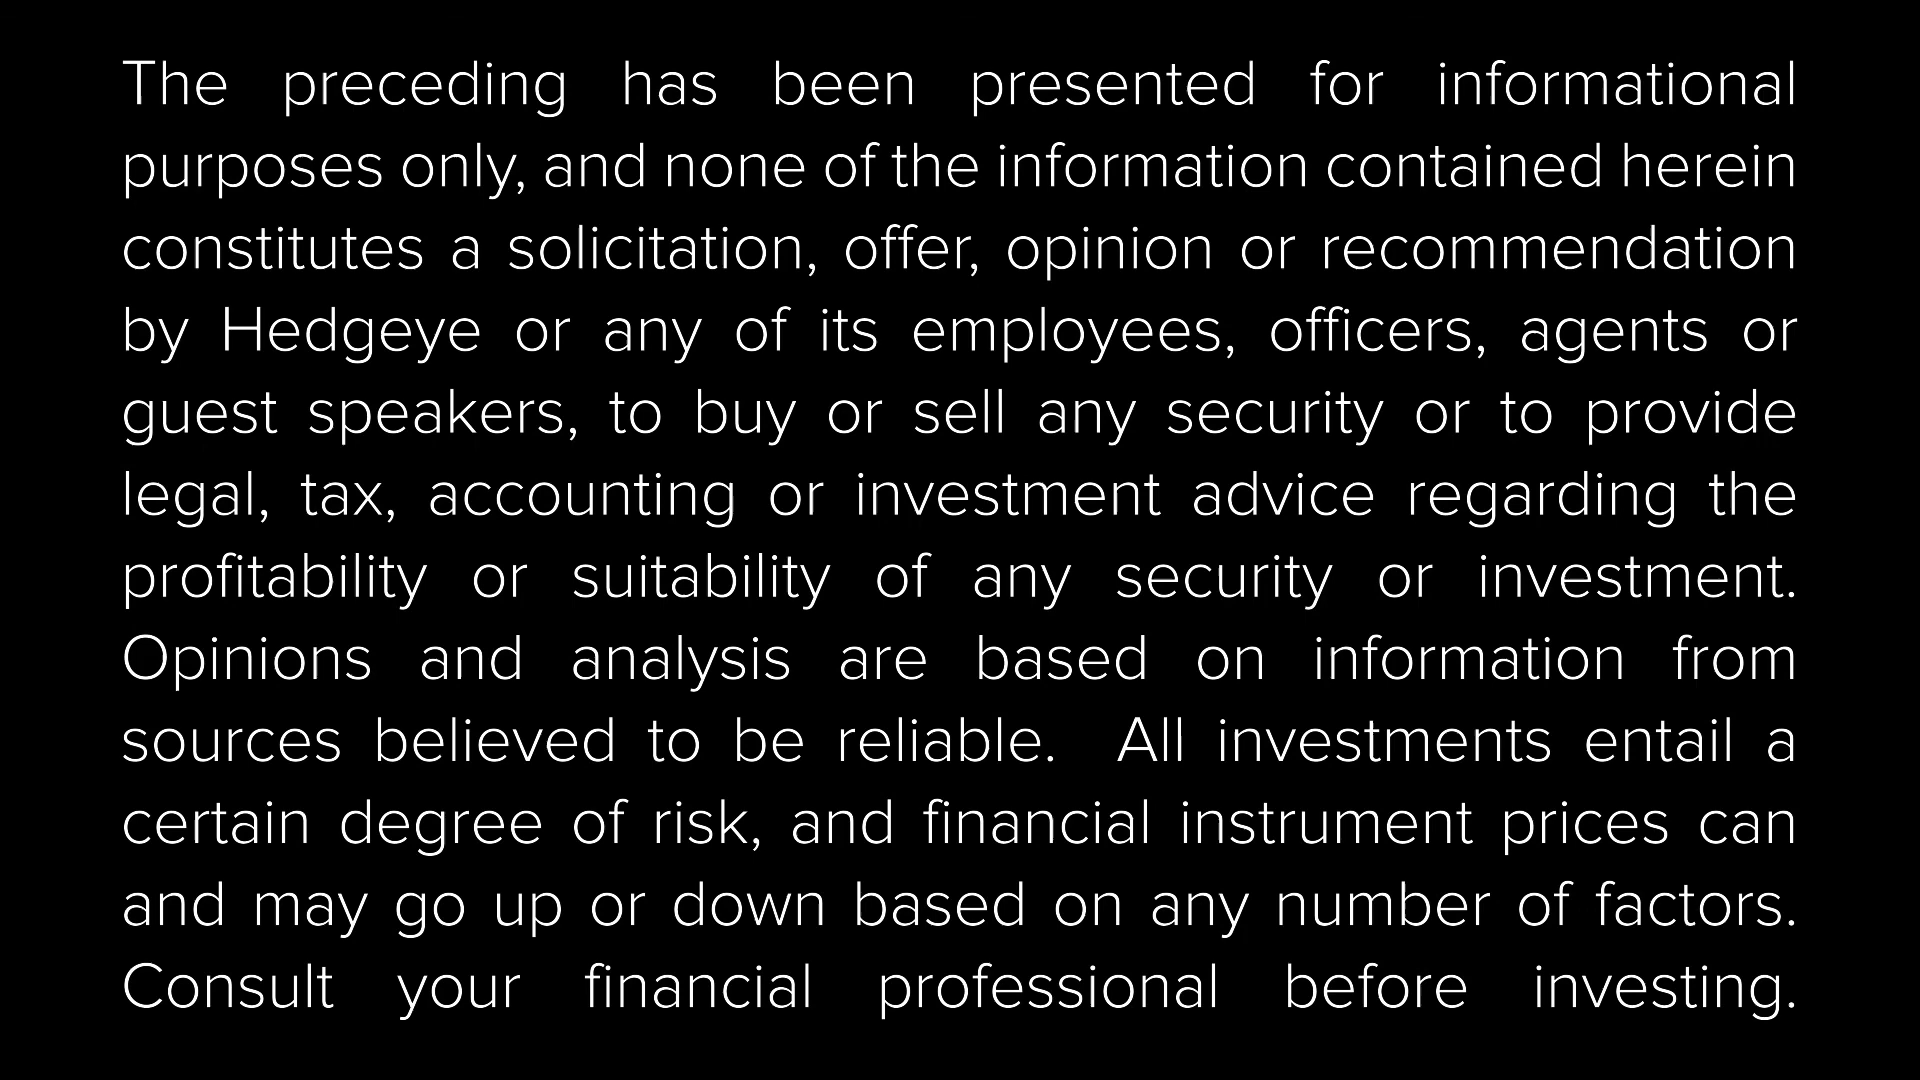 The preceding has been presented for informational
purposes only, and none of the information contained herein
constitutes a solicitation, offer, opinion or recommendation
by Hedgeye or any of its employees, officers, agents or
guest speakers, to buy or sell any security or to provide
legal, tax, accounting or investment advice regarding the
profitability or suitability of any security or investment.
Opinions and analysis are based on information from
sources believed to be reliable.  All investments entail a
certain degree of risk, and financial instrument prices can
and may go up or down based on any number of factors.
Consult your financial professional before investing.